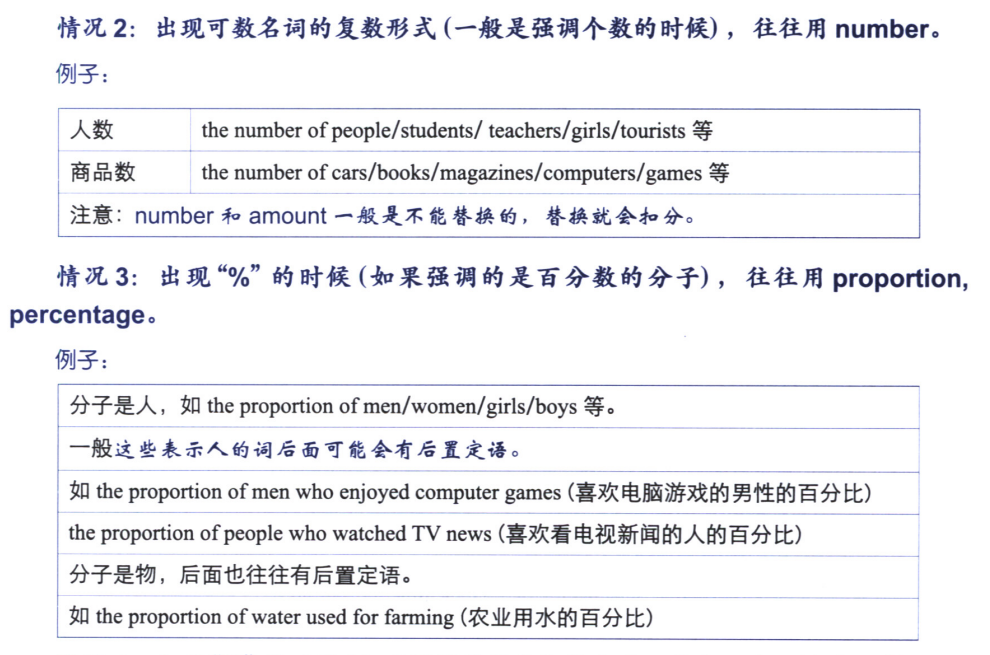 情况 2：出现可数名词的复数形式（一般是强调个数的时候），往往用 number。
例子：
人数 the number of people/students/ teachers/girls/tourists 等
商品数 the number of cars/books/magazines/computers/games 等
注意：number 和 amount 一般是不能替换的，替换就会扣分。
情况 3：出现“%”的时候（如果强调的是百分数的分子），往往用 proportion,
percentage。
例子：
分子是人，如 the proportion of men/women/girls/boys 等。
一般这些表示人的词后面可能会有后置定语。
如 the proportion of men who enjoyed computer games (喜欢电脑游戏的男性的百分比)
the proportion of people who watched TV news (喜欢看电视新闻的人的百分比)
分子是物，后面也往往有后置定语。
如 the proportion of water used for farming (农业用水的百分比)